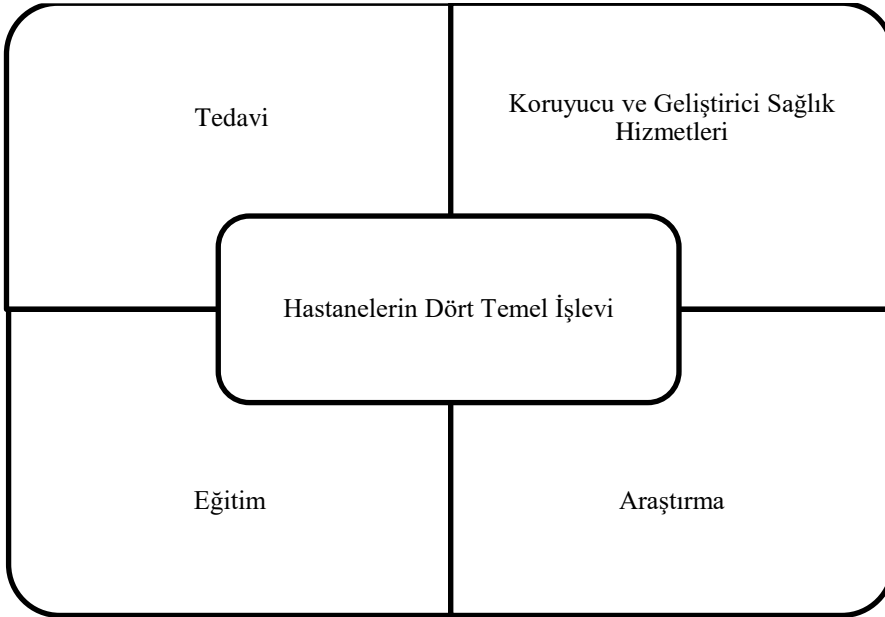 Tedavi
Koruyucu ve Geliştirici Sağlık
Hizmetleri
Hastanelerin Dört Temel İşlevi
Eğitim
Araştırma